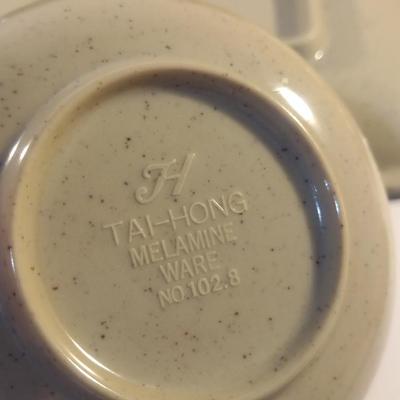 TH
TAI-HONG
MELAMINE
WARE
NO.102.8